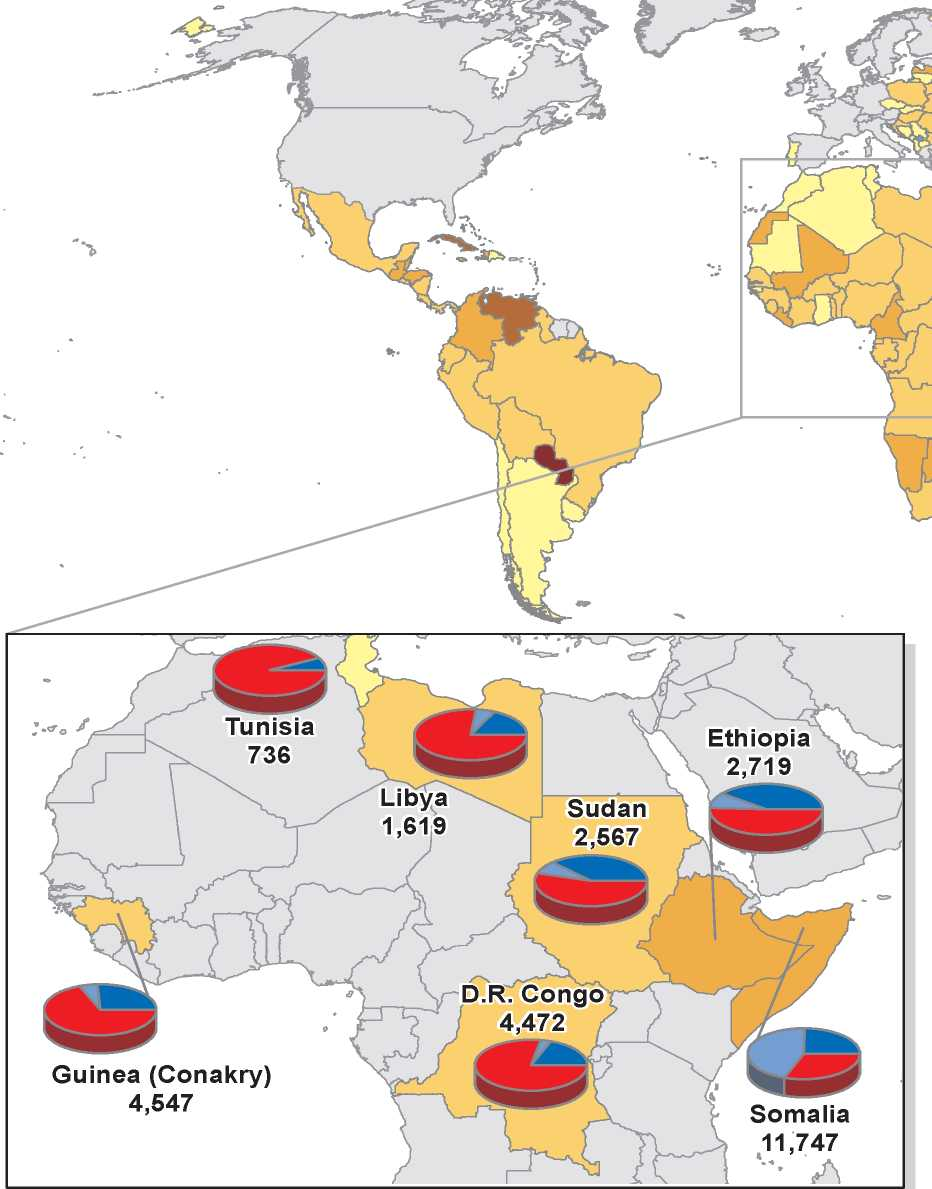 Tunisia
736
Libya
1,619
Ethiopia
2,719
Sudan
2,567
D.R. Congo
4,472
Guinea (Conakry)
4,547
Somalia
11,747